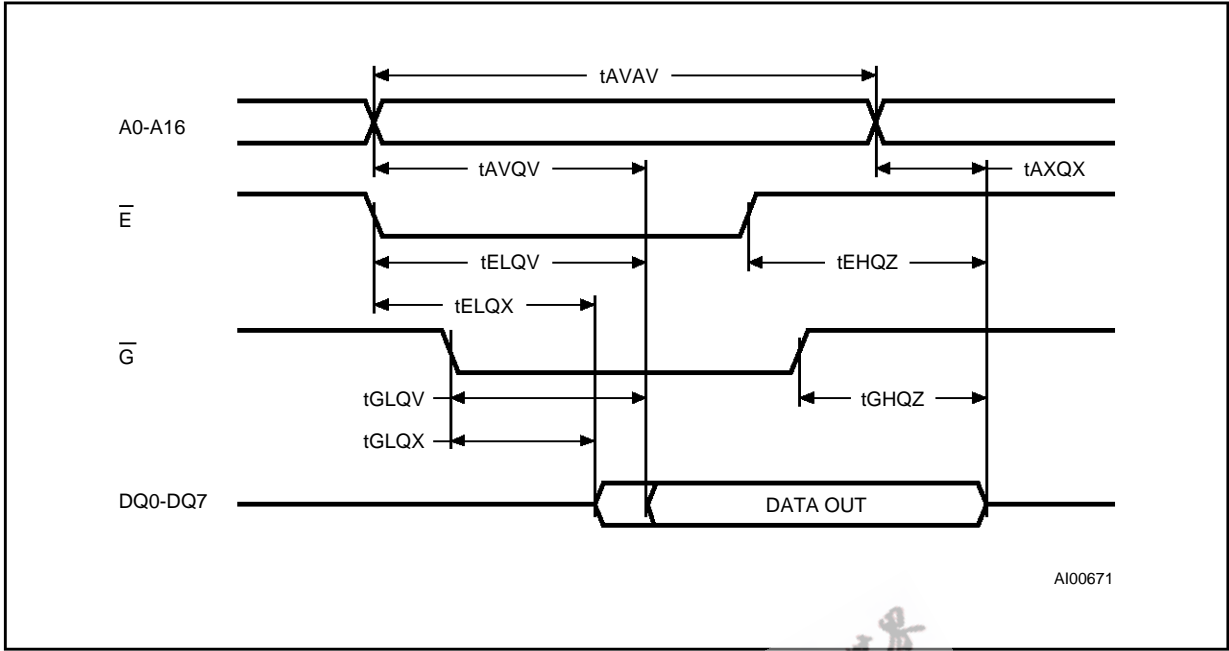 tAVAV
A0-A16
tAVQV
tAXQX
E
tELQV
tEHQZ
tELQX
G
tGLQV
tGHQZ
tGLQX
DQ0-DQ7
DATA OUT
AI00671